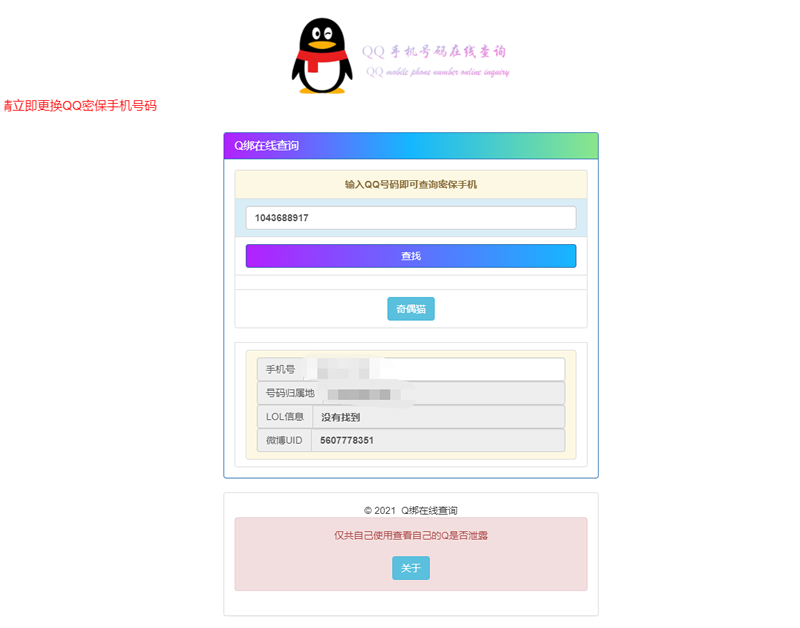 QQ 手机号码在线查询
QQ mobile phone number online inquiry
请立即更换QQ密保手机号码
Q绑在线查询
输入QQ号码即可查询密保手机
1043688917
查找
奇偶猫
手机号
号码归属地
LOL信息 没有找到
微博UID 5607778351
© 2021 Q绑在线查询
仅共自己使用查看自己的Q是否泄露
关于